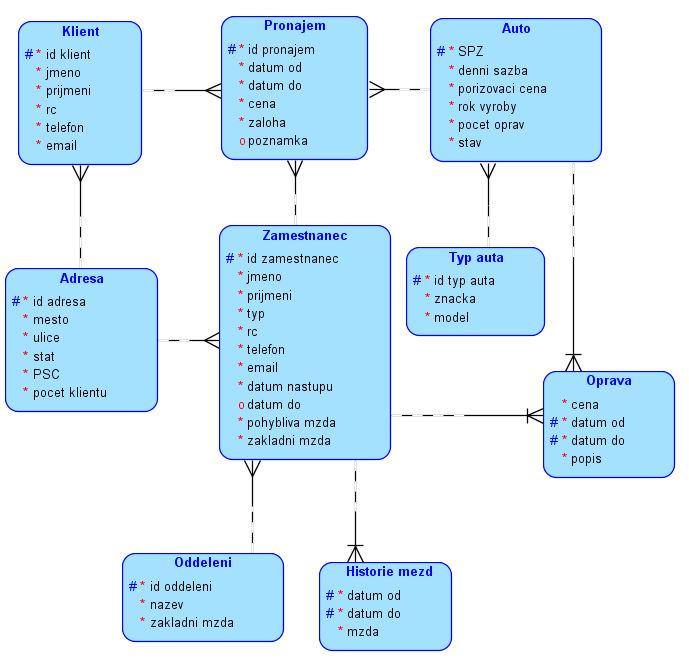 Klient
#* id klient
* jmeno
* prijmeni
* rc
* telefon
* email
Pronajem
#* id pronajem
* datum od
* datum do
* cena
* zaloha
o poznamka
Auto
#* SPZ
* denni sazba
* porizovaci cena
* rok vyroby
* pocet oprav
* stav
Adresa
#* id adresa
* mesto
* ulice
* stat
* PSC
* pocet klientu
Zamestnanec
#* id zamestnanec
* jmeno
* prijmeni
* typ
* rc
* telefon
* email
* datum nastupu
o datum do
* pohybliva mzda
* zakladni mzda
Typ auta
#* id typ auta
* znacka
* model
Oprava
* cena
#* datum od
#* datum do
* popis
Oddeleni
#* id oddeleni
* nazev
* zakladni mzda
Historie mezd
#* datum od
#* datum do
* mzda